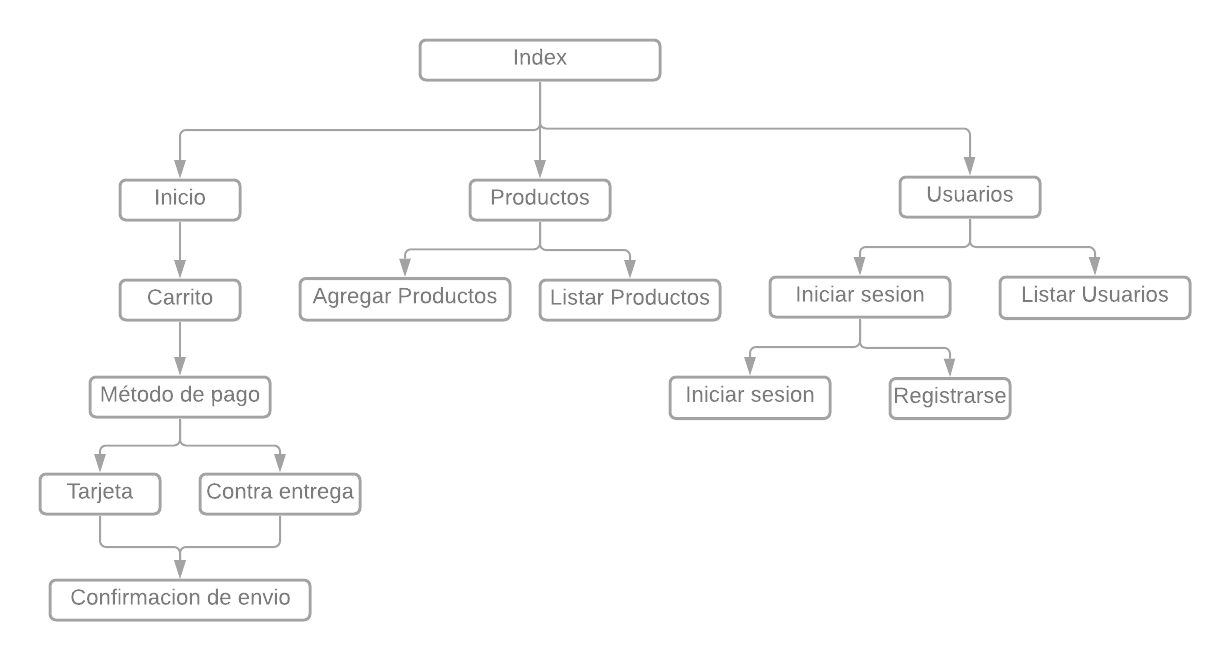 Index
Inicio
Productos
Usuarios
Carrito
Agregar Productos
Listar Productos
Iniciar sesion
Listar Usuarios
Método de pago
Iniciar sesion
Registrarse
Tarjeta
Contra entrega
Confirmacion de envio